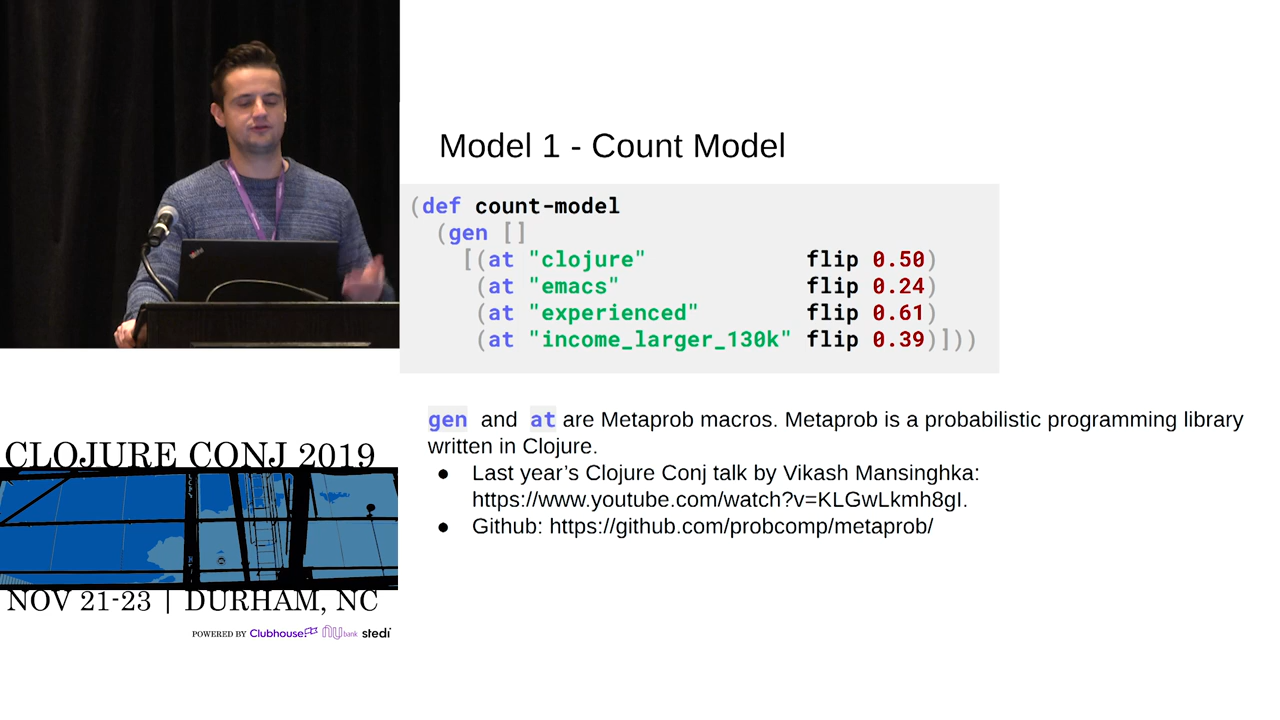 Model 1 - Count Model
(def count-model
(gen []
[(at "clojure" flip 0.50)
(at "emacs" flip 0.24)
(at "experienced" flip 0.61)
(at "income_larger_130k" flip 0.39)]))
gen and at are Metaprob macros. Metaprob is a probabilistic programming library
written in Clojure.
● Last year’s Clojure Conj talk by Vikash Mansinghka:
https://www.youtube.com/watch?v=KLGwLkmh8gI.
● Github: https://github.com/probcomp/metaprob/
CLOJURE CONJ 2019
NOV 21-23 | DURHAM, NC
POWERED BY Clubhouse nu bank stedi